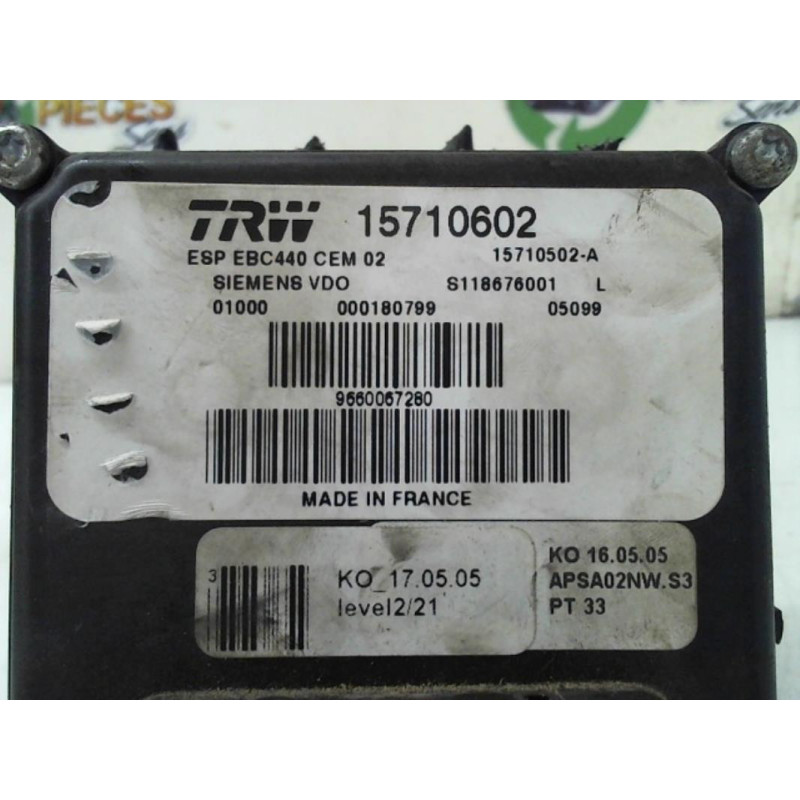 PIECES
TRW 15710602
ESP EBC440 CEM 02 15710502-A
SIEMENS VDO S118676001 L
01000 000180799 05099
9660067280
MADE IN FRANCE
3
KO_17.05.05
level2/21
KO 16.05.05
APSA02NW.S3
PT 33